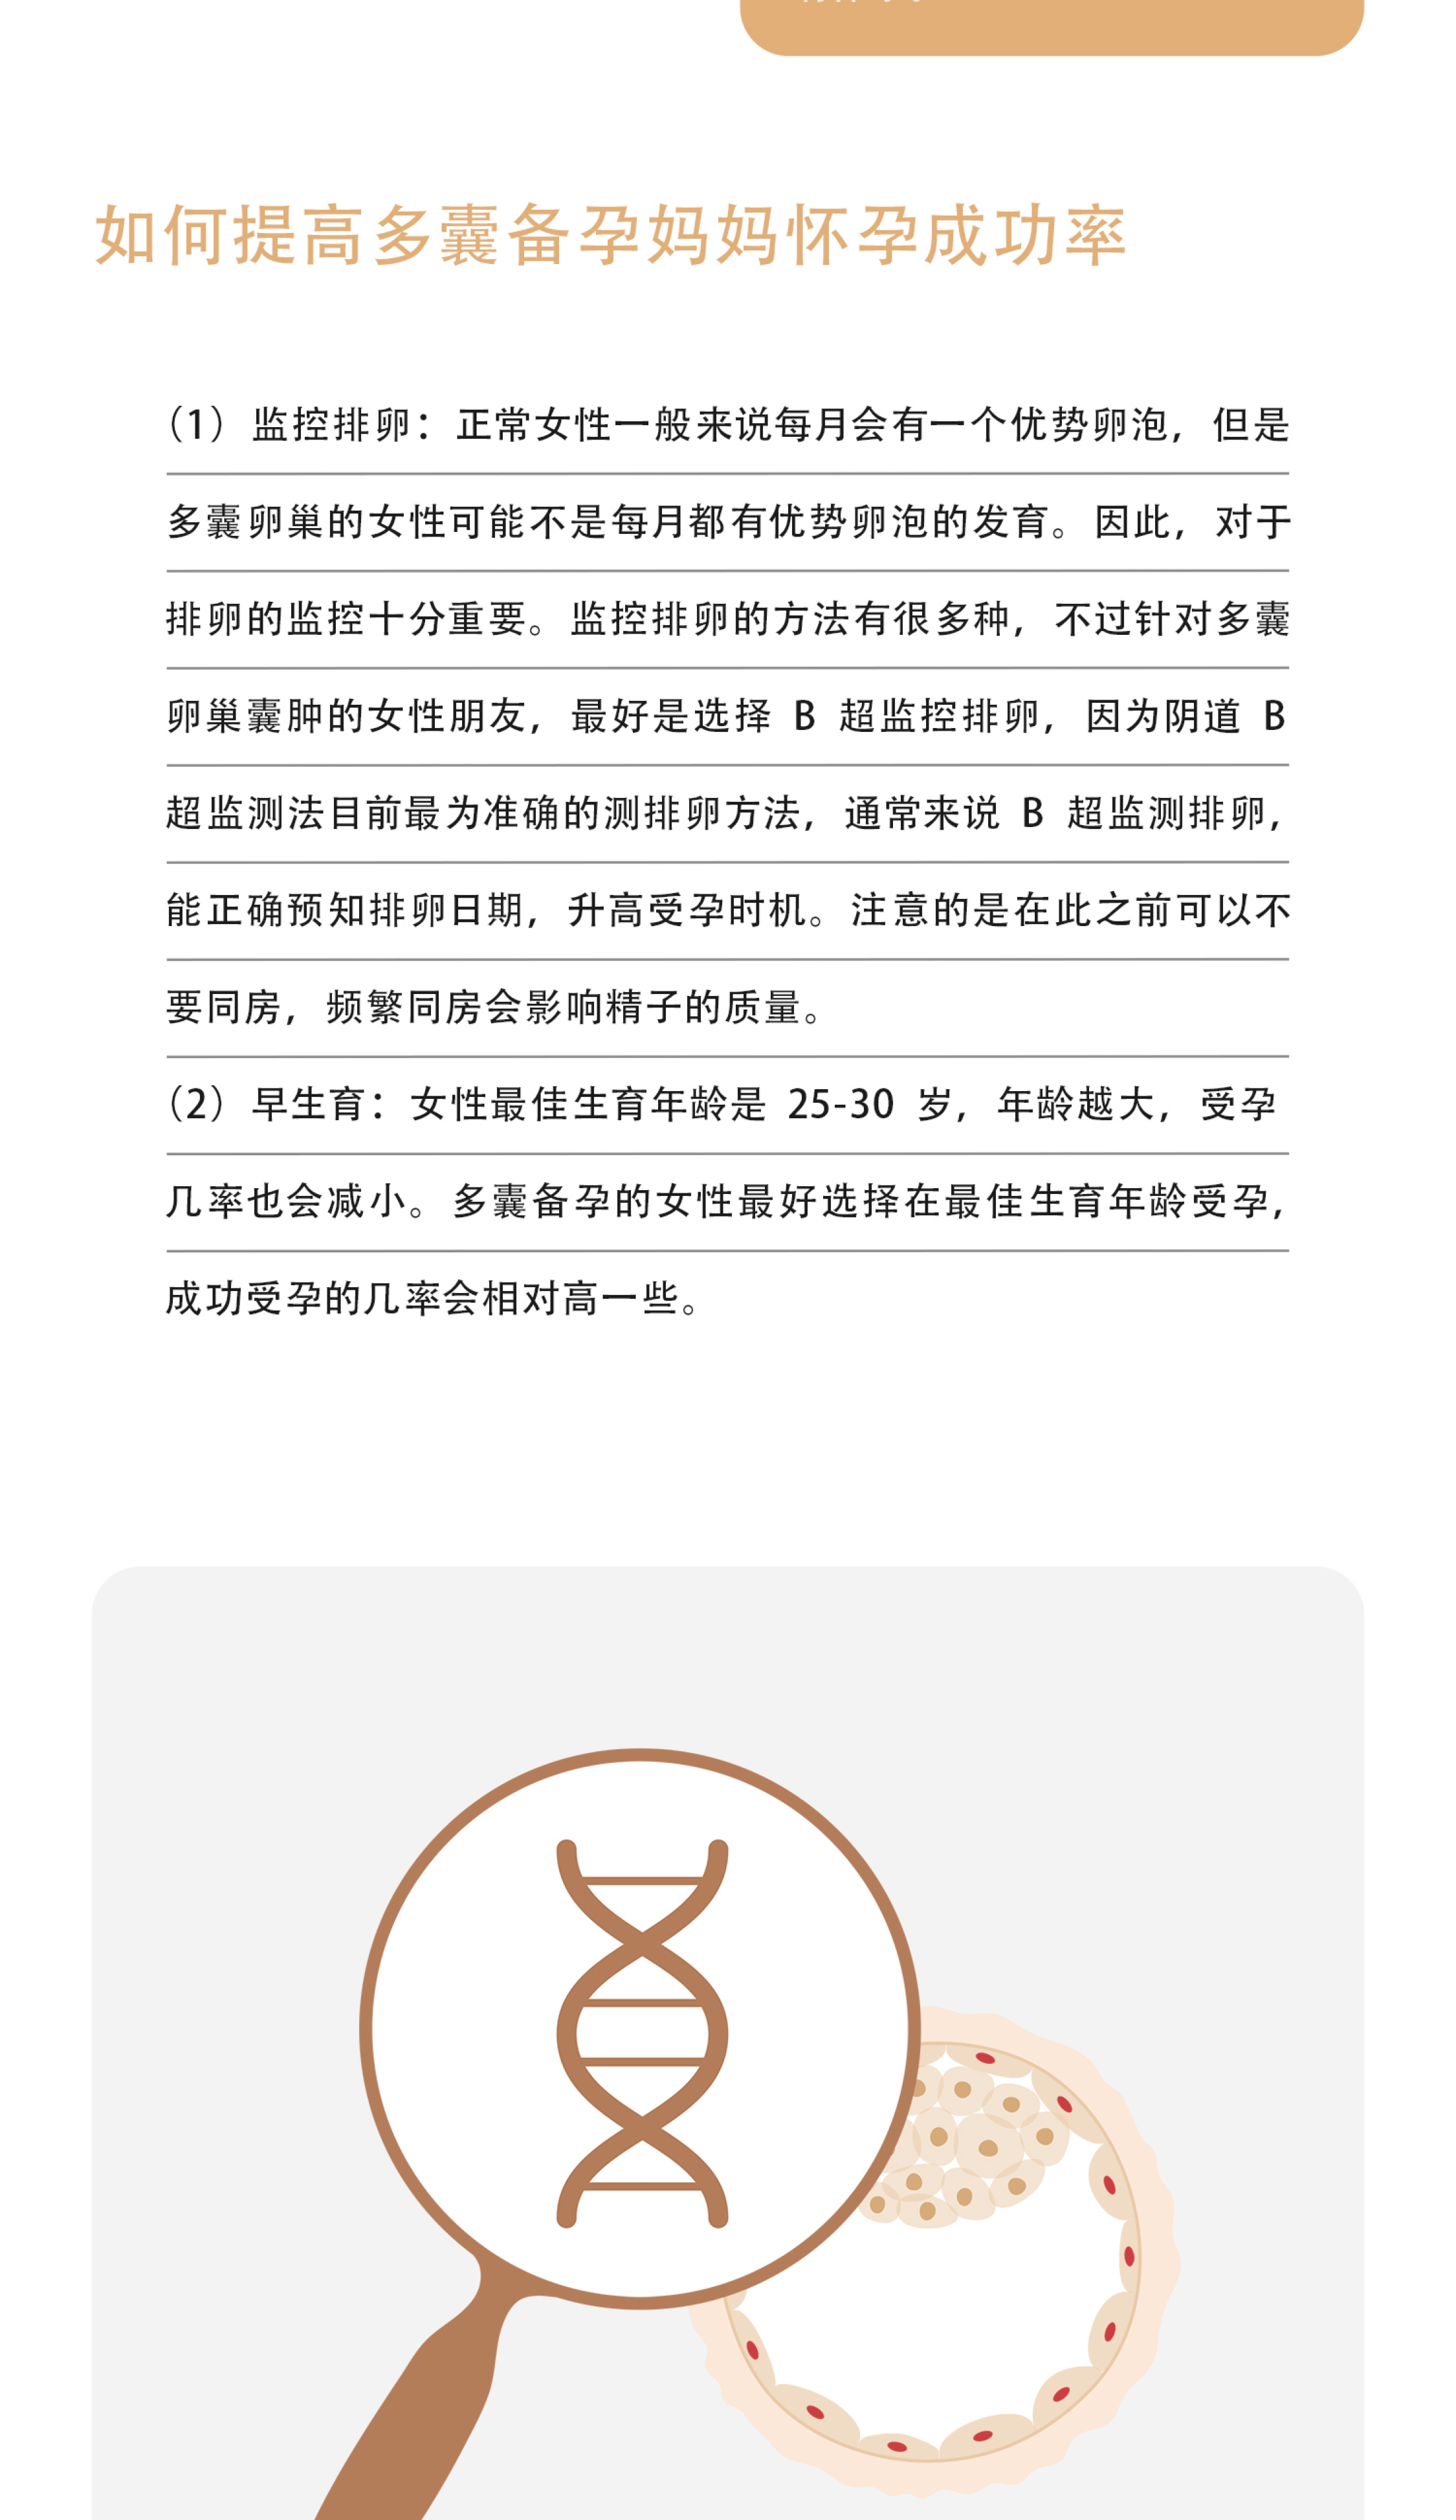 如何提高多囊备孕妈妈怀孕成功率
（1）监控排卵：正常女性一般来说每月会有一个优势卵泡，但是
多囊卵巢的女性可能不是每月都有优势卵泡的发育。因此，对于
排卵的监控十分重要。监控排卵的方法有很多种，不过针对多囊
卵巢囊肿的女性朋友，最好是选择 B 超监控排卵，因为阴道 B
超监测法目前最为准确的测排卵方法，通常来说 B 超监测排卵，
能正确预知排卵日期，升高受孕时机。注意的是在此之前可以不
要同房，频繁同房会影响精子的质量。
（2）早生育：女性最佳生育年龄是 25-30 岁，年龄越大，受孕
几率也会减小。多囊备孕的女性最好选择在最佳生育年龄受孕，
成功受孕的几率会相对高一些。